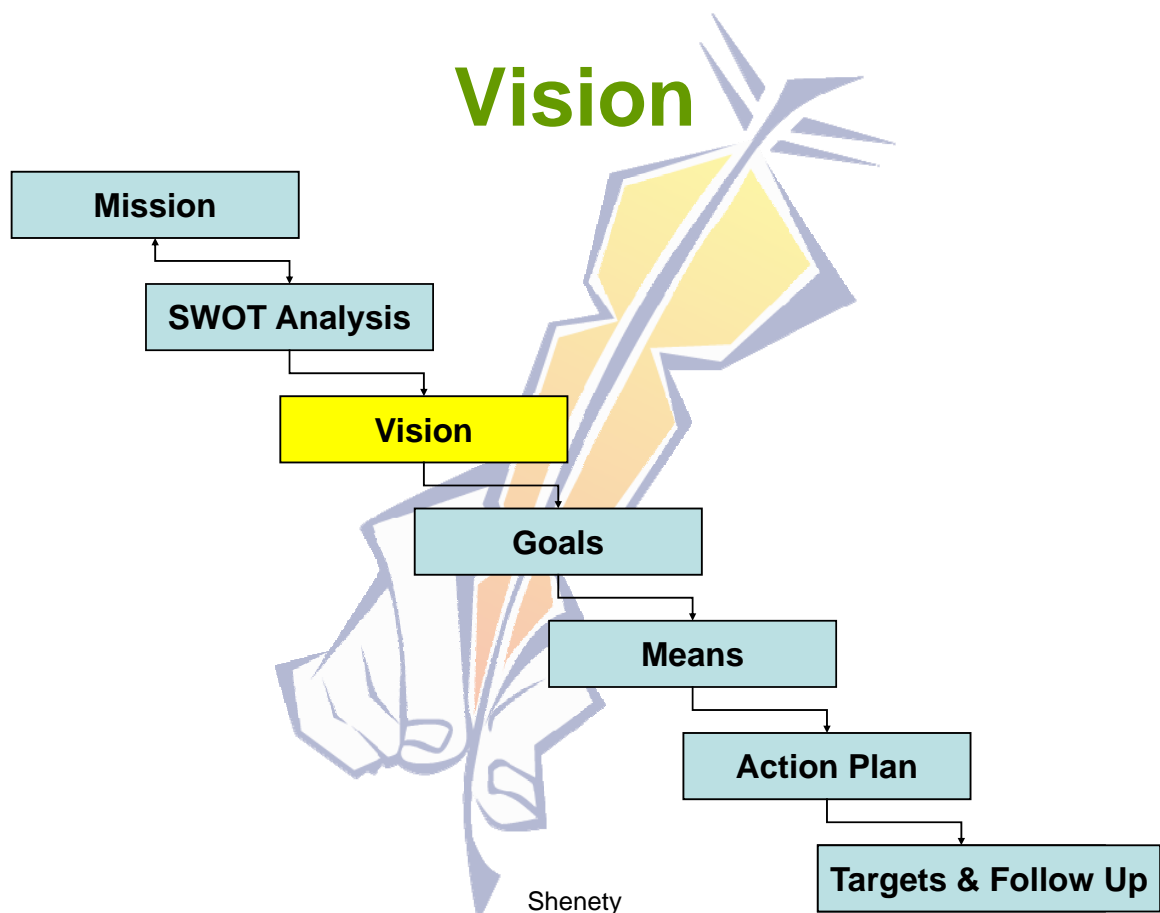 Vision
Mission
SWOT Analysis
Vision
Goals
Means
Action Plan
Targets & Follow Up
Shenety